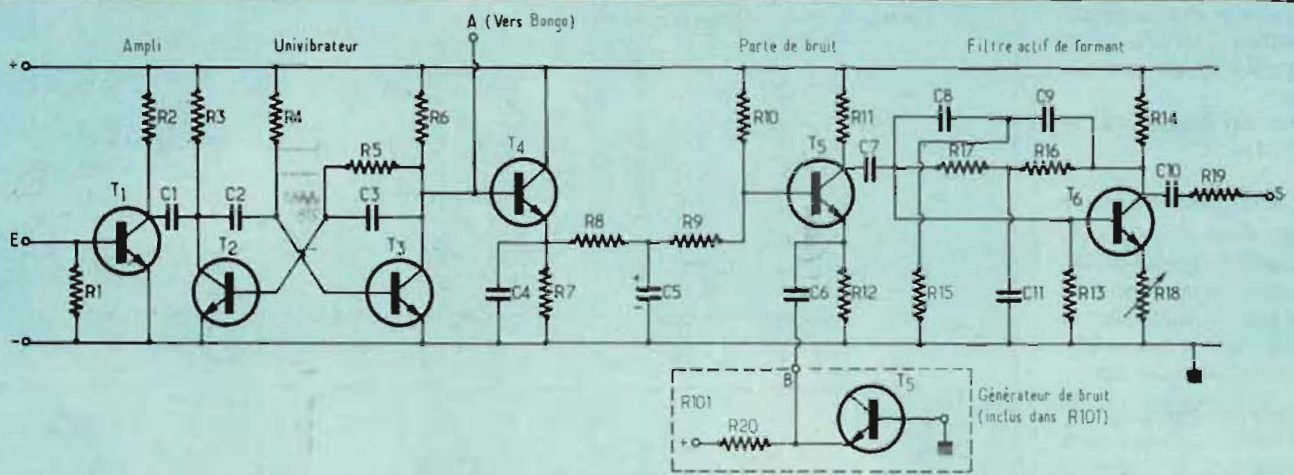 A (Vers Bongo)
Ampli
Univibrateur
Porte de bruit
Filtre actif de formant
+
R2
R3
R4
R6
R10
R11
C8
C9
R14
R5
T4
T5
C7
R17
R16
T1
C1
C2
C3
T6
C10
R19
S
E
T2
T3
R8
R9
R1
C4
R7
C5
C6
R12
R15
C11
R13
R18
-
+
-
B
T5
R101
Générateur de bruit
(inclus dans R101)
R20
+